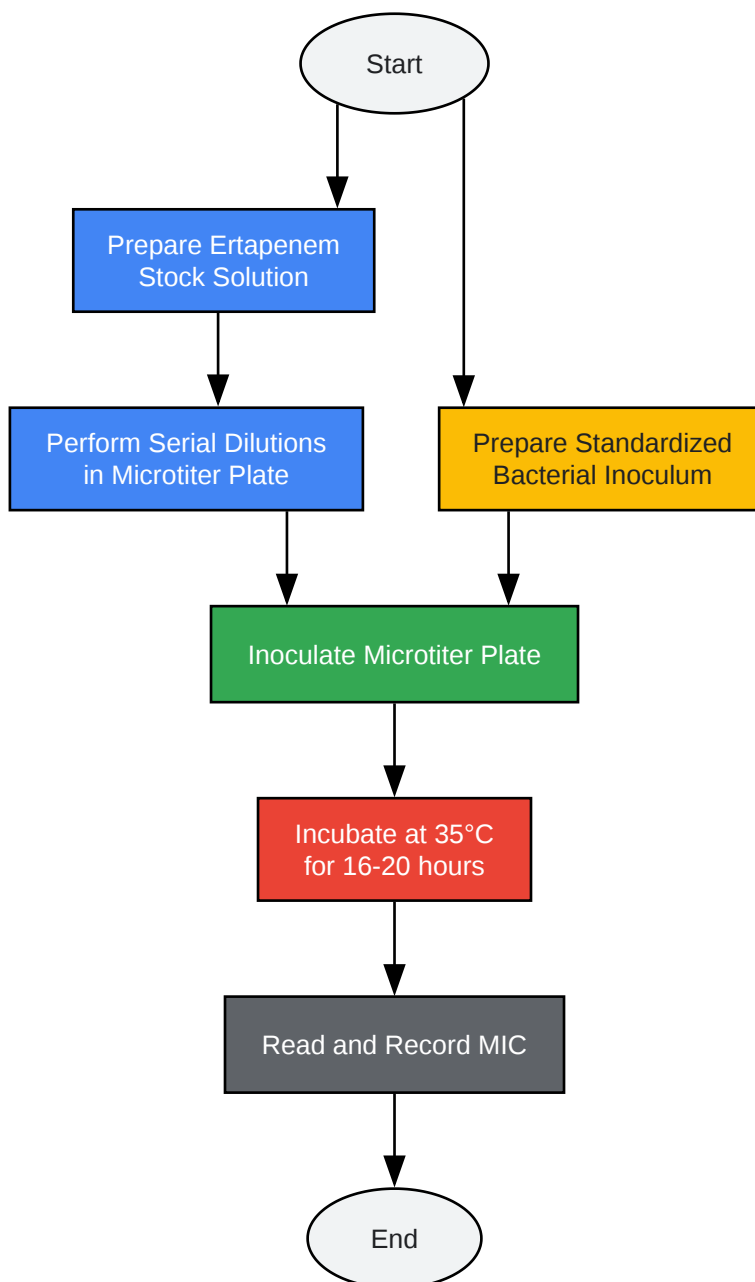 Start
Prepare Ertapenem
Stock Solution
Perform Serial Dilutions
in Microtiter Plate
Prepare Standardized
Bacterial Inoculum
Inoculate Microtiter Plate
Incubate at 35°C
for 16-20 hours
Read and Record MIC
End